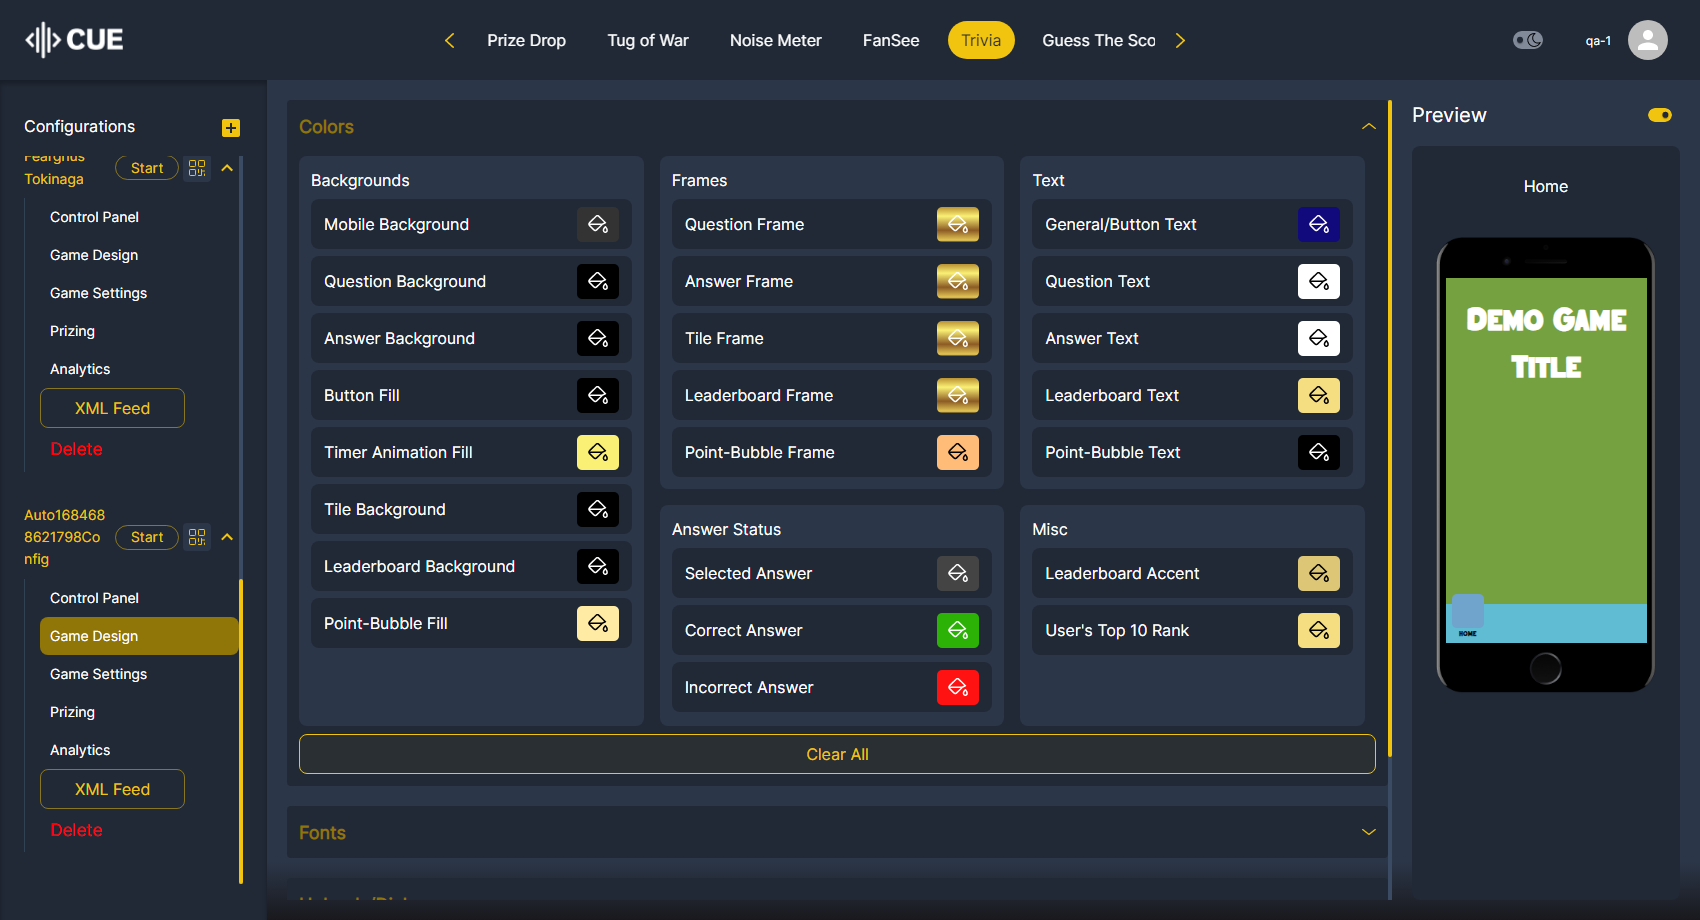 CUE
Prize Drop
Tug of War
Noise Meter
FanSee
Trivia
Guess The Sco
qa-1
Configurations
Fearghus
Tokinaga
Start
Control Panel
Game Design
Game Settings
Prizing
Analytics
XML Feed
Delete
Auto168468
8621798Co
nfig
Start
Control Panel
Game Design
Game Settings
Prizing
Analytics
XML Feed
Delete
Colors
Backgrounds
Mobile Background
Question Background
Answer Background
Button Fill
Timer Animation Fill
Tile Background
Leaderboard Background
Point-Bubble Fill
Frames
Question Frame
Answer Frame
Tile Frame
Leaderboard Frame
Point-Bubble Frame
Text
General/Button Text
Question Text
Answer Text
Leaderboard Text
Point-Bubble Text
Answer Status
Selected Answer
Correct Answer
Incorrect Answer
Misc
Leaderboard Accent
User's Top 10 Rank
Clear All
Fonts
Preview
Home
Demo Game
Title
HOME